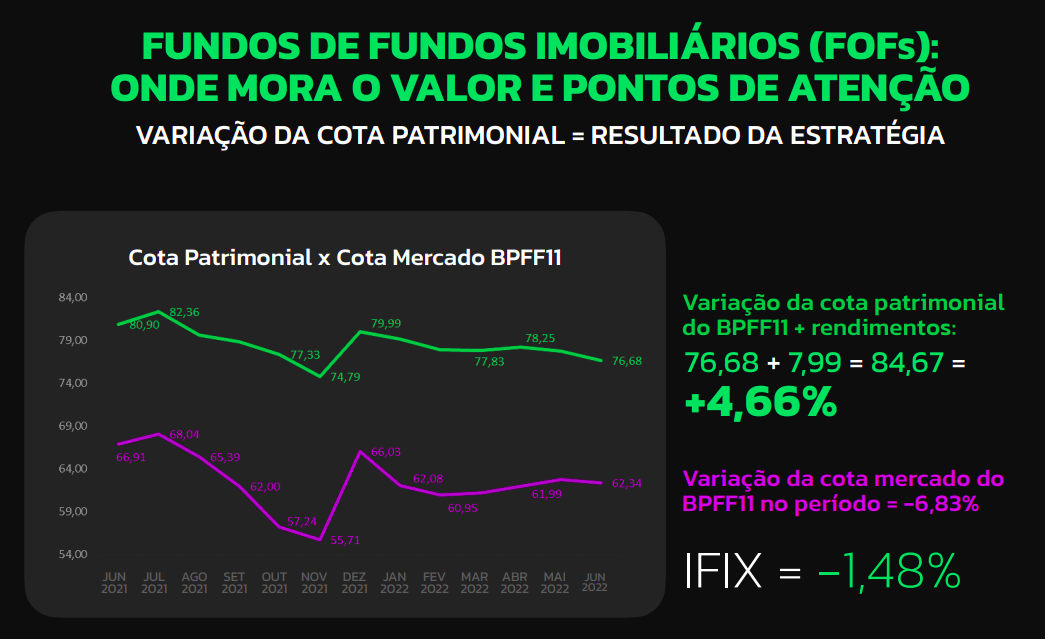 FUNDOS DE FUNDOS IMOBILIÁRIOS (FOFs):
ONDE MORA O VALOR E PONTOS DE ATENÇÃO
VARIAÇÃO DA COTA PATRIMONIAL = RESULTADO DA ESTRATÉGIA
Cota Patrimonial x Cota Mercado BPFF11
84,00
79,00
74,00
69,00
64,00
59,00
54,00
80,90
82,36
77,33
74,79
79,99
77,83
78,25
76,68
66,91
68,04
65,39
62,00
57,24
55,71
66,03
62,08
60,95
61,99
62,34
JUN JUL AGO SET OUT NOV DEZ JAN FEV MAR ABR MAI JUN
2021 2021 2021 2021 2021 2021 2021 2022 2022 2022 2022 2022 2022
Variação da cota patrimonial
do BPFF11 + rendimentos:
76,68 + 7,99 = 84,67 =
+4,66%
Variação da cota mercado do
BPFF11 no período = -6,83%
IFIX = -1,48%